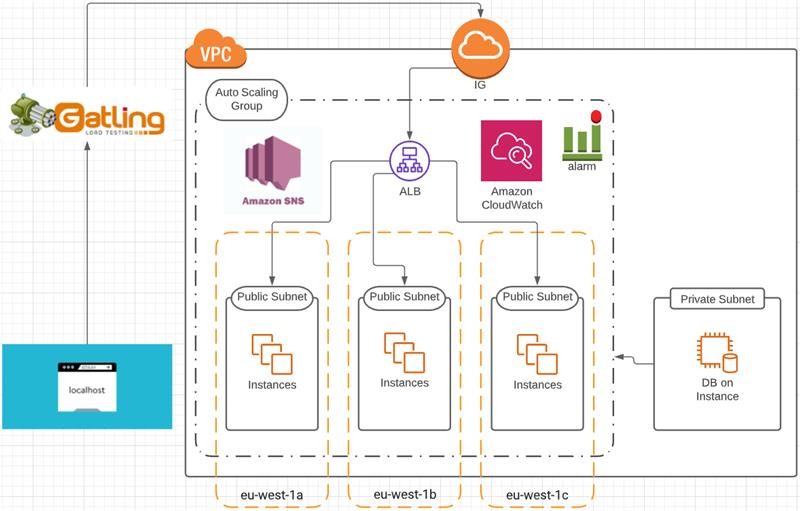 VPC
IG
Auto Scaling
Group
Gatling
LOAD TESTING
Amazon SNS
ALB
Amazon
CloudWatch
alarm
Public Subnet
Public Subnet
Public Subnet
Private Subnet
Instances
Instances
Instances
DB on
Instance
localhost
eu-west-1a
eu-west-1b
eu-west-1c